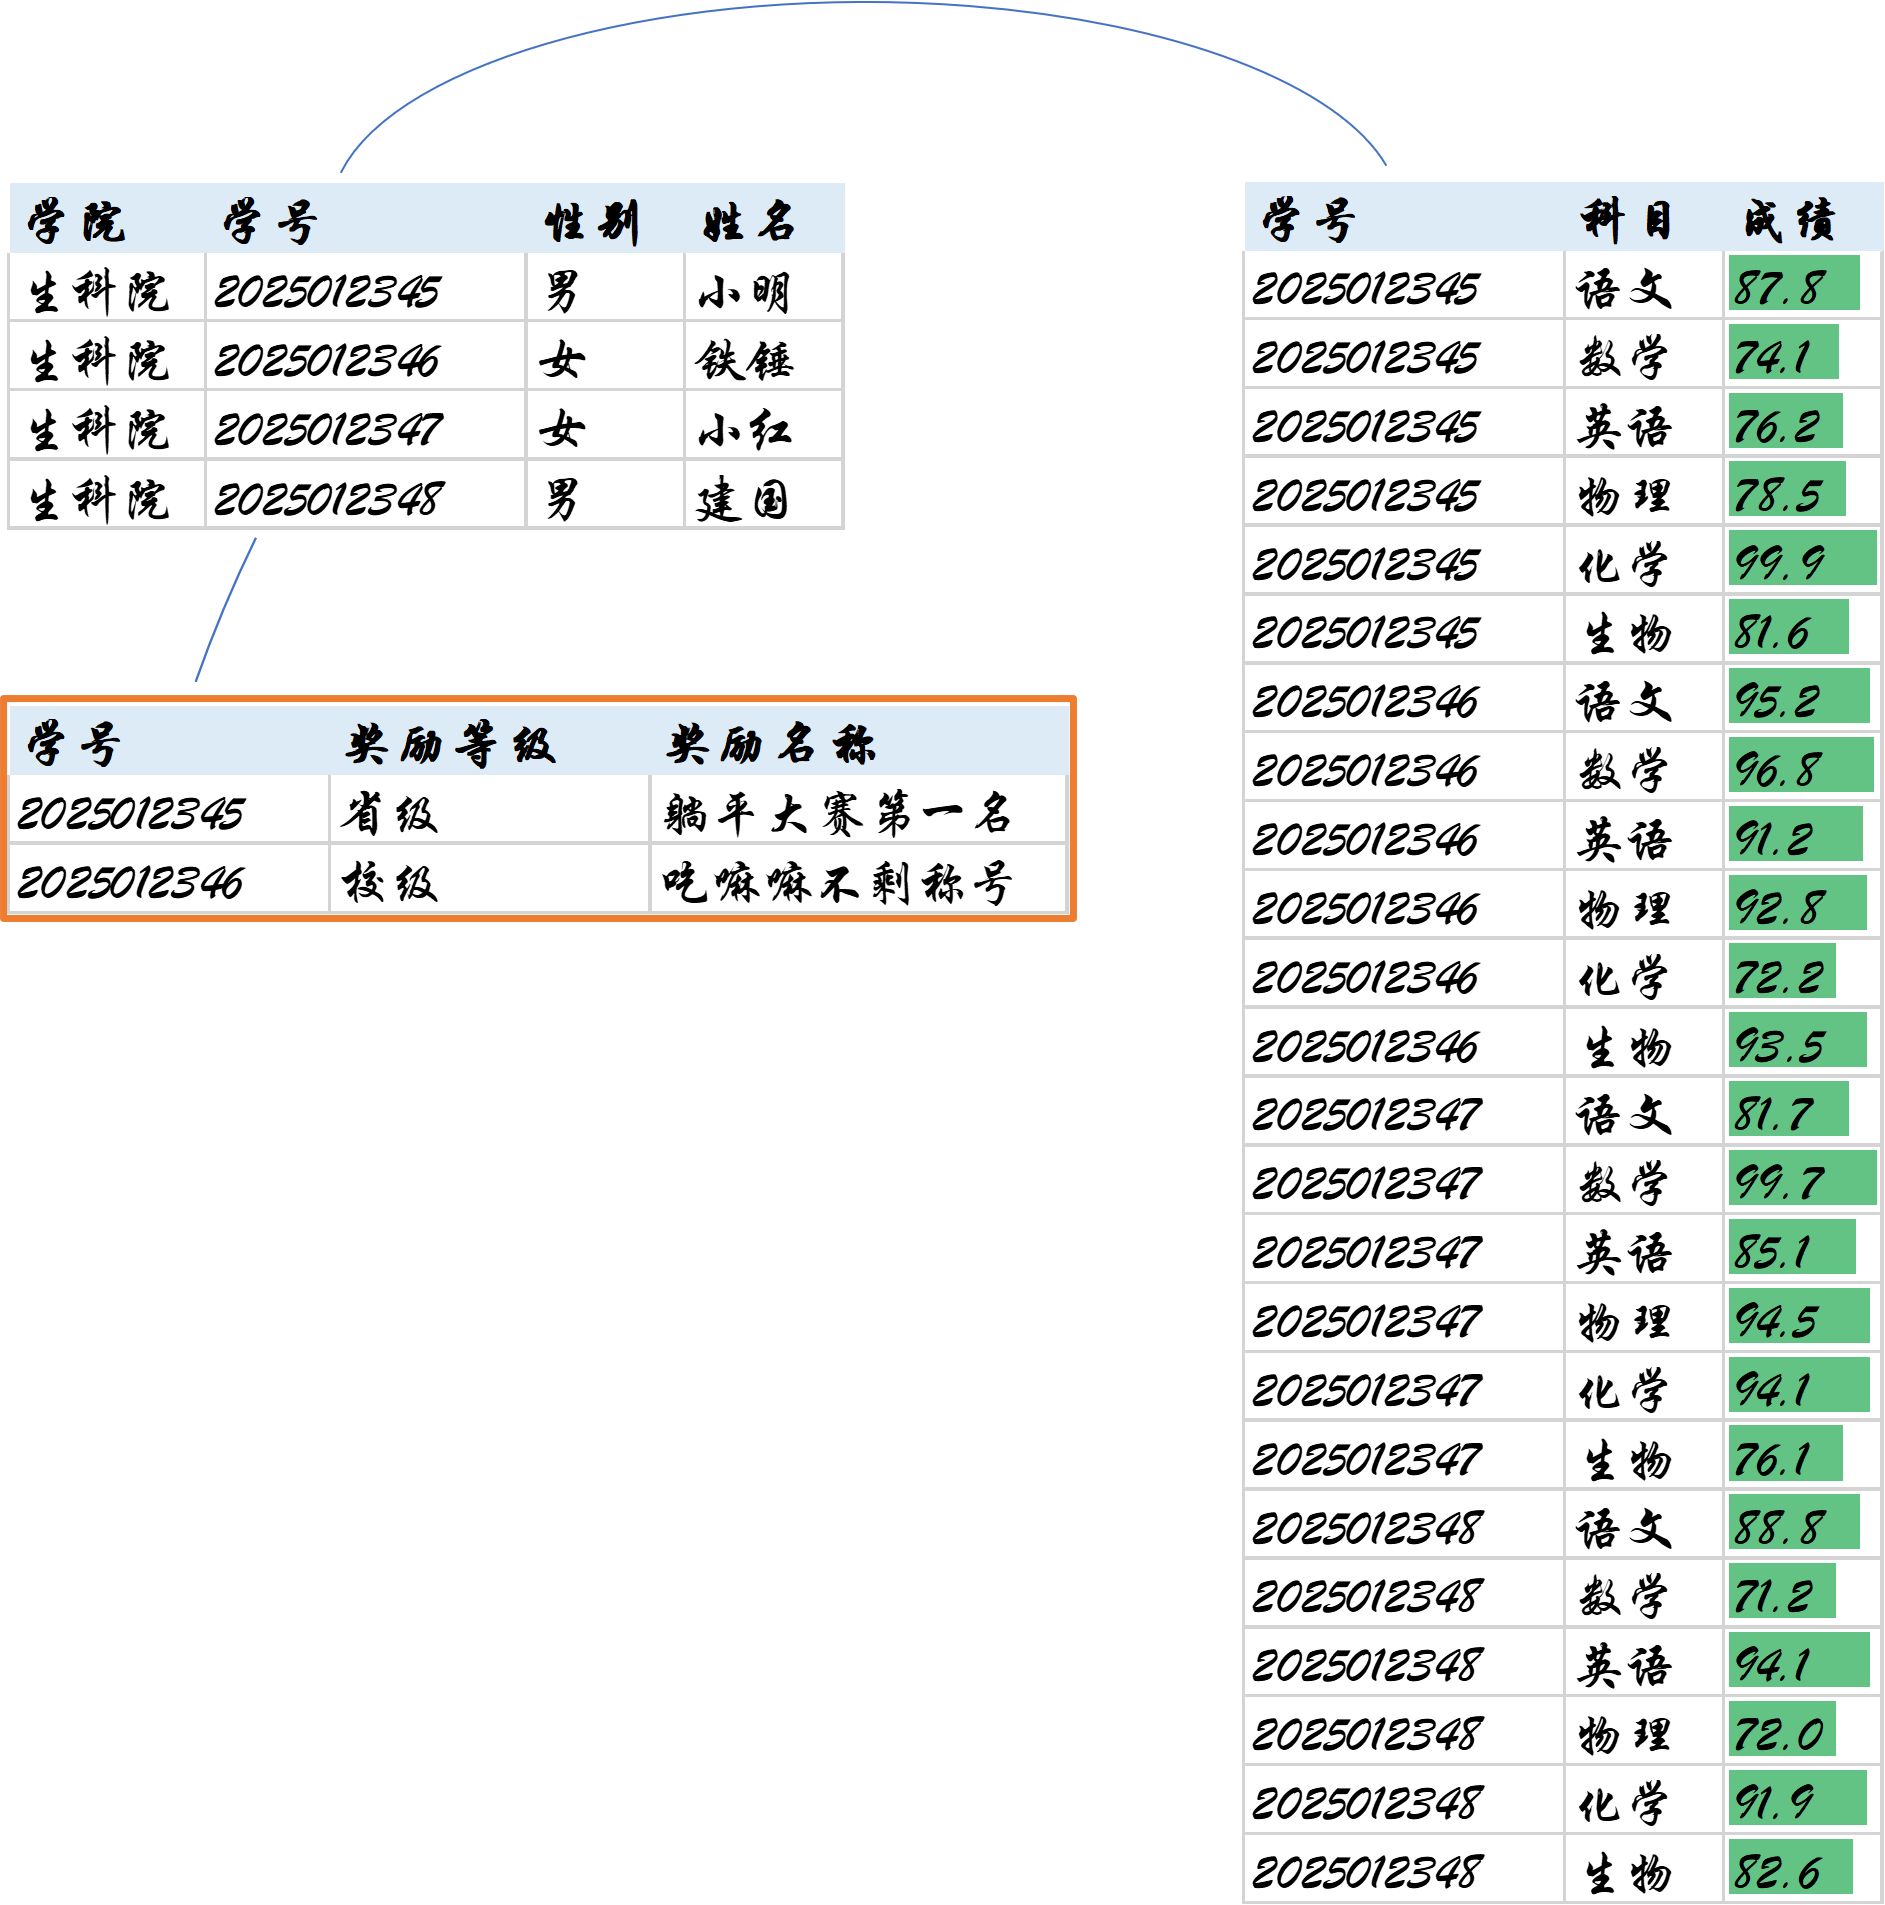 学院 学号 性别 姓名
生科院 2025012345 男 小明
生科院 2025012346 女 铁锤
生科院 2025012347 女 小红
生科院 2025012348 男 建国
学号 奖励等级 奖励名称
2025012345 省级 躺平大赛第一名
2025012346 校级 吃嘛嘛不剩称号
学号 科目 成绩
2025012345 语文 87.8
2025012345 数学 74.1
2025012345 英语 76.2
2025012345 物理 78.5
2025012345 化学 99.9
2025012345 生物 81.6
2025012346 语文 95.2
2025012346 数学 96.8
2025012346 英语 91.2
2025012346 物理 92.8
2025012346 化学 72.2
2025012346 生物 93.5
2025012347 语文 81.7
2025012347 数学 99.7
2025012347 英语 85.1
2025012347 物理 94.5
2025012347 化学 94.1
2025012347 生物 76.1
2025012348 语文 88.8
2025012348 数学 71.2
2025012348 英语 94.1
2025012348 物理 72.0
2025012348 化学 91.9
2025012348 生物 82.6